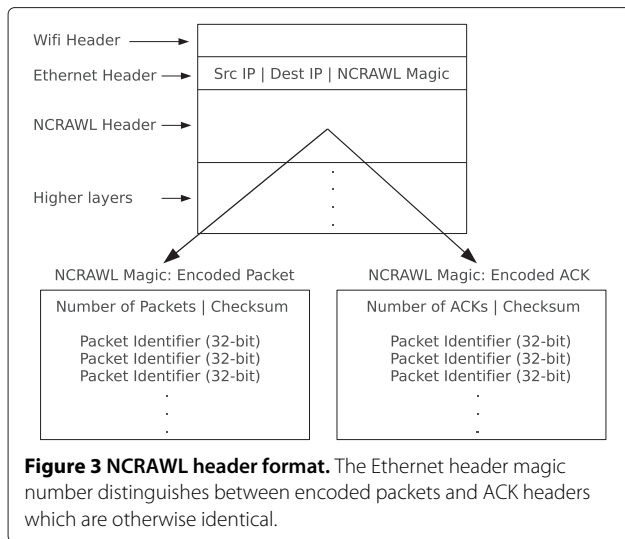 Wifi Header
Ethernet Header
Src IP | Dest IP | NCRAWL Magic
NCRAWL Header
Higher layers
NCRAWL Magic: Encoded Packet
Number of Packets | Checksum
Packet Identifier (32-bit)
Packet Identifier (32-bit)
Packet Identifier (32-bit)
NCRAWL Magic: Encoded ACK
Number of ACKs | Checksum
Packet Identifier (32-bit)
Packet Identifier (32-bit)
Packet Identifier (32-bit)
Figure 3 NCRAWL header format. The Ethernet header magic
number distinguishes between encoded packets and ACK headers
which are otherwise identical.